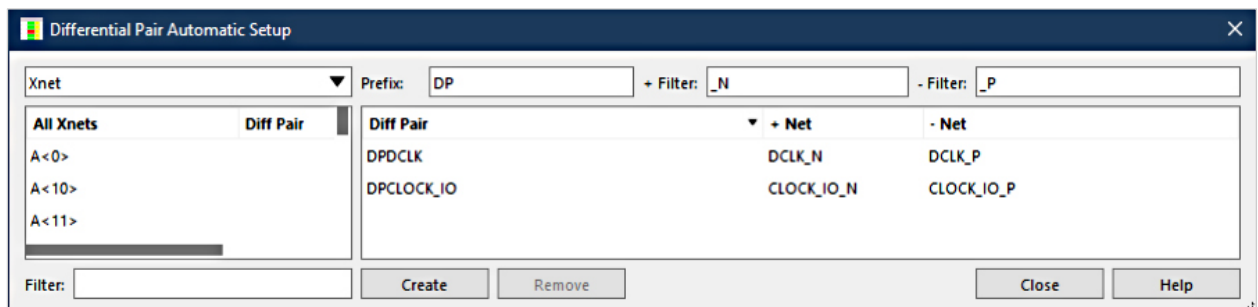 Differential Pair Automatic Setup
Xnet Prefix: DP + Filter: _N - Filter: _P
All Xnets Diff Pair Diff Pair + Net - Net
A<0> DPDCLK DCLK_N DCLK_P
A<10> DPCLOCK_IO CLOCK_IO_N CLOCK_IO_P
A<11>
Filter: Create Remove Close Help